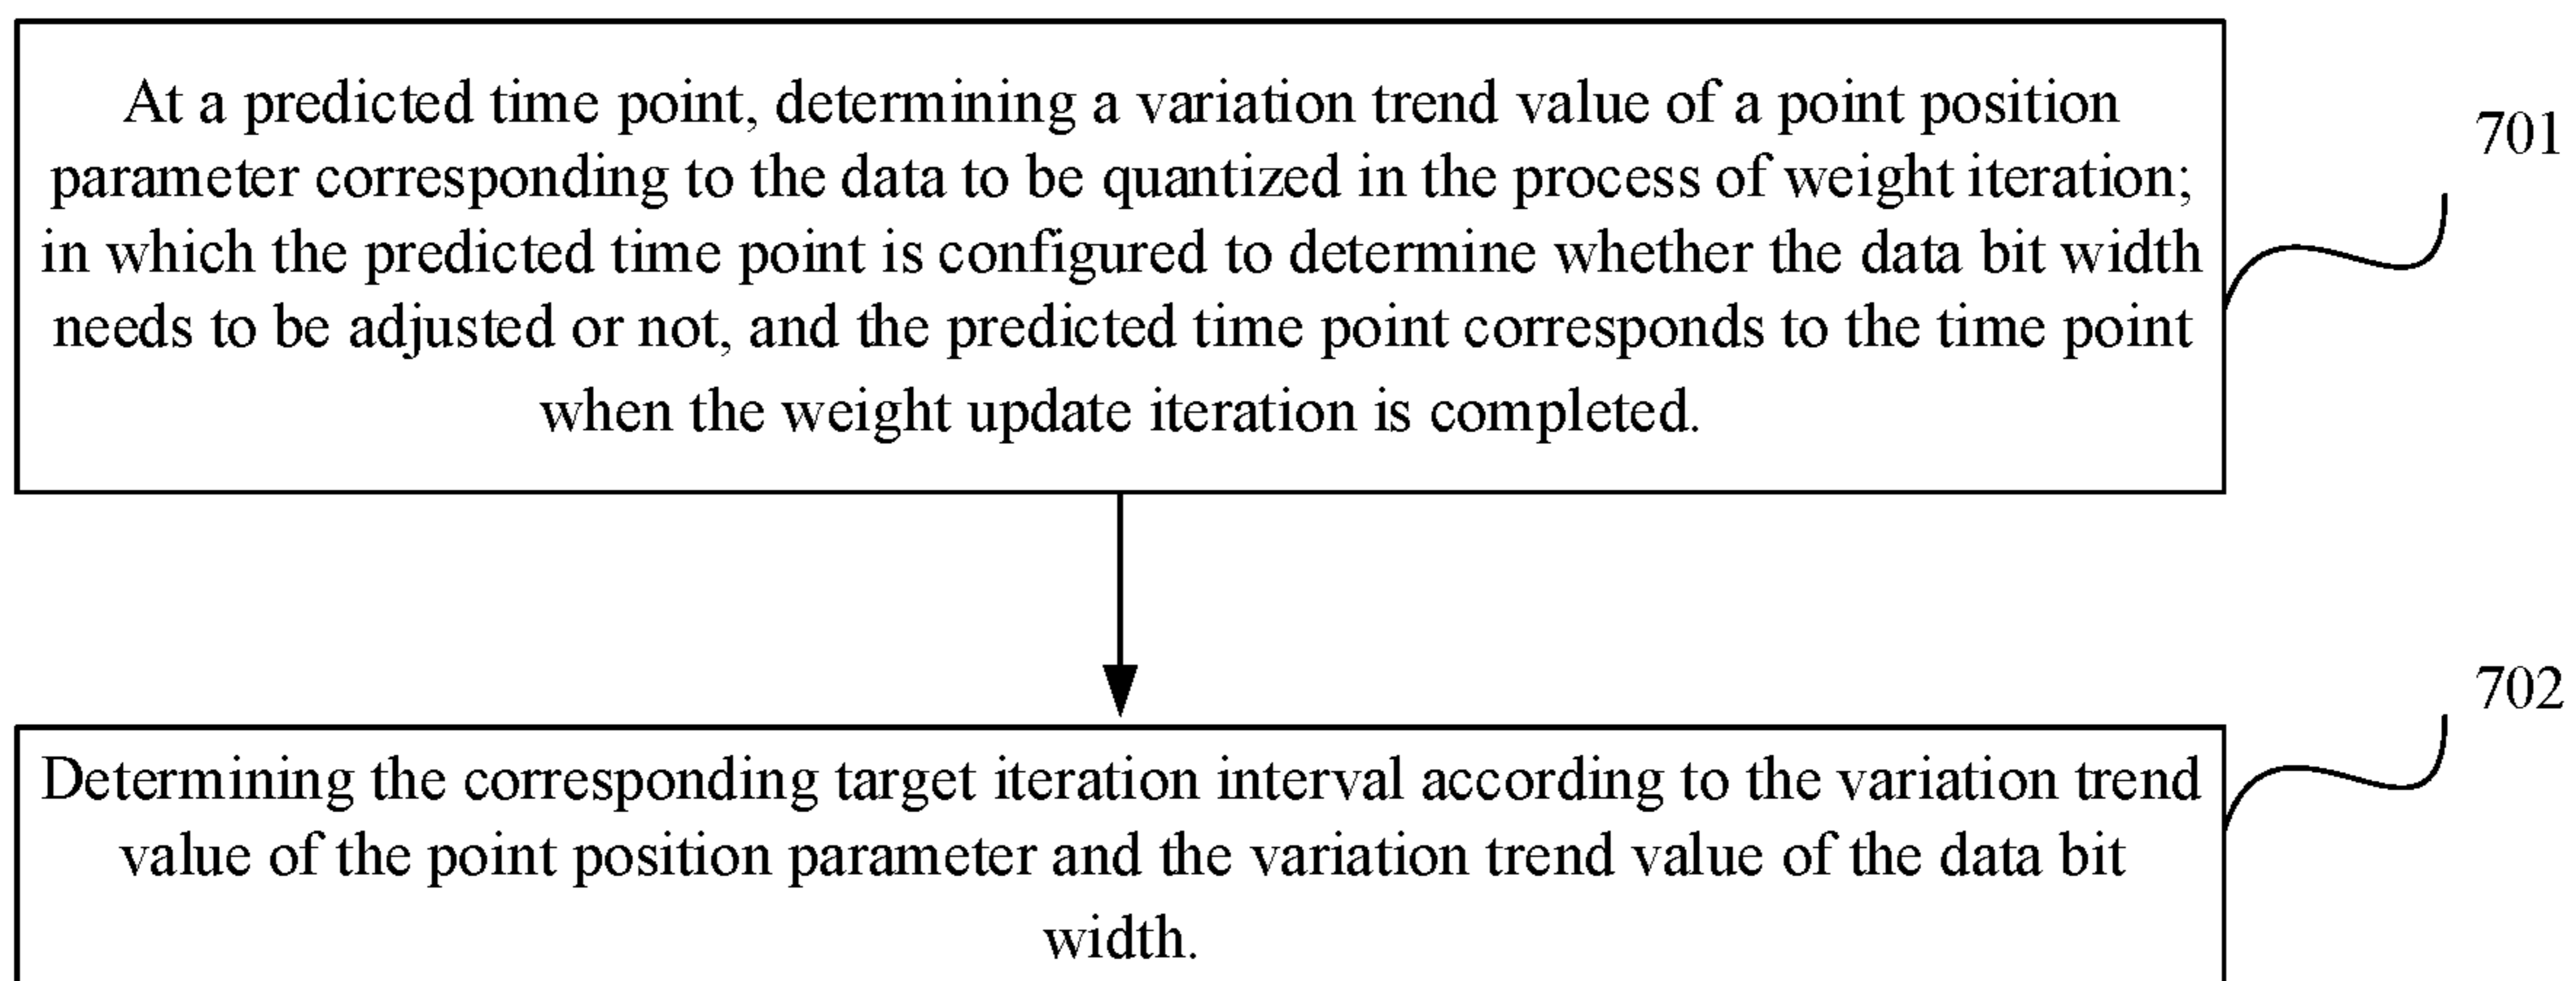 At a predicted time point, determining a variation trend value of a point position
parameter corresponding to the data to be quantized in the process of weight iteration;
in which the predicted time point is configured to determine whether the data bit width
needs to be adjusted or not, and the predicted time point corresponds to the time point
when the weight update iteration is completed.
701
Determining the corresponding target iteration interval according to the variation trend
value of the point position parameter and the variation trend value of the data bit
width.
702